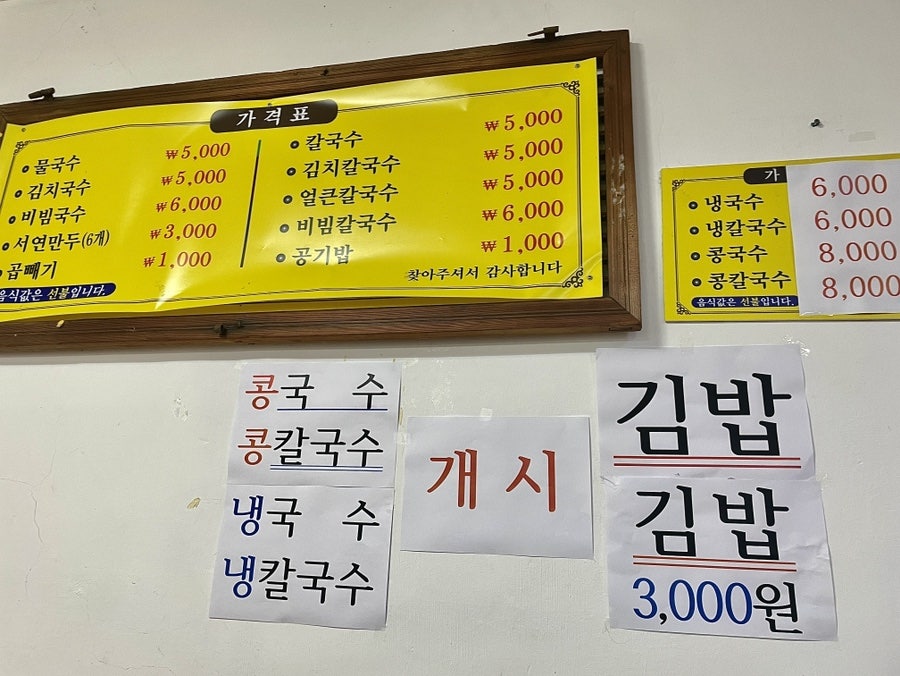 가격표
물국수 ₩5,000
김치국수 ₩5,000
비빔국수 ₩6,000
서연만두(6개) ₩3,000
곱빼기 ₩1,000
음식값은 선불입니다.
칼국수 ₩5,000
김치칼국수 ₩5,000
얼큰칼국수 ₩5,000
비빔칼국수 ₩6,000
공기밥 ₩1,000
찾아주셔서 감사합니다
가
냉국수 6,000
냉칼국수 6,000
콩국수 8,000
콩칼국수 8,000
음식값은 선불입니다.
콩국 수
콩칼국수
냉국 수
냉칼국수
개시
김밥
김밥
3,000원